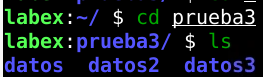 labex:~/ $ cd prueba3
labex:prueba3/ $ ls
datos  datos2  datos3